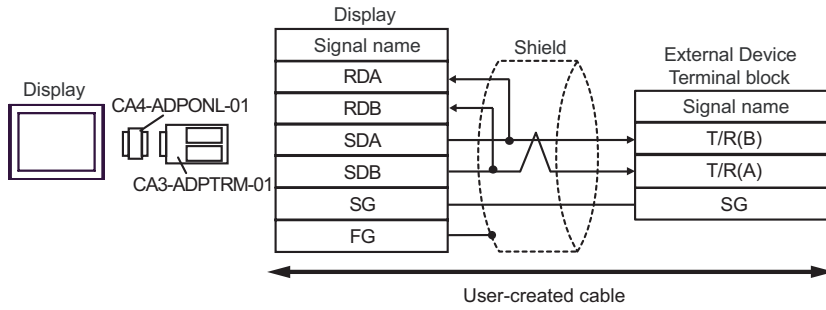 Display
CA4-ADPONL-01
CA3-ADPTRM-01
Display
Signal name
RDA
RDB
SDA
SDB
SG
FG
Shield
External Device
Terminal block
Signal name
T/R(B)
T/R(A)
SG
User-created cable